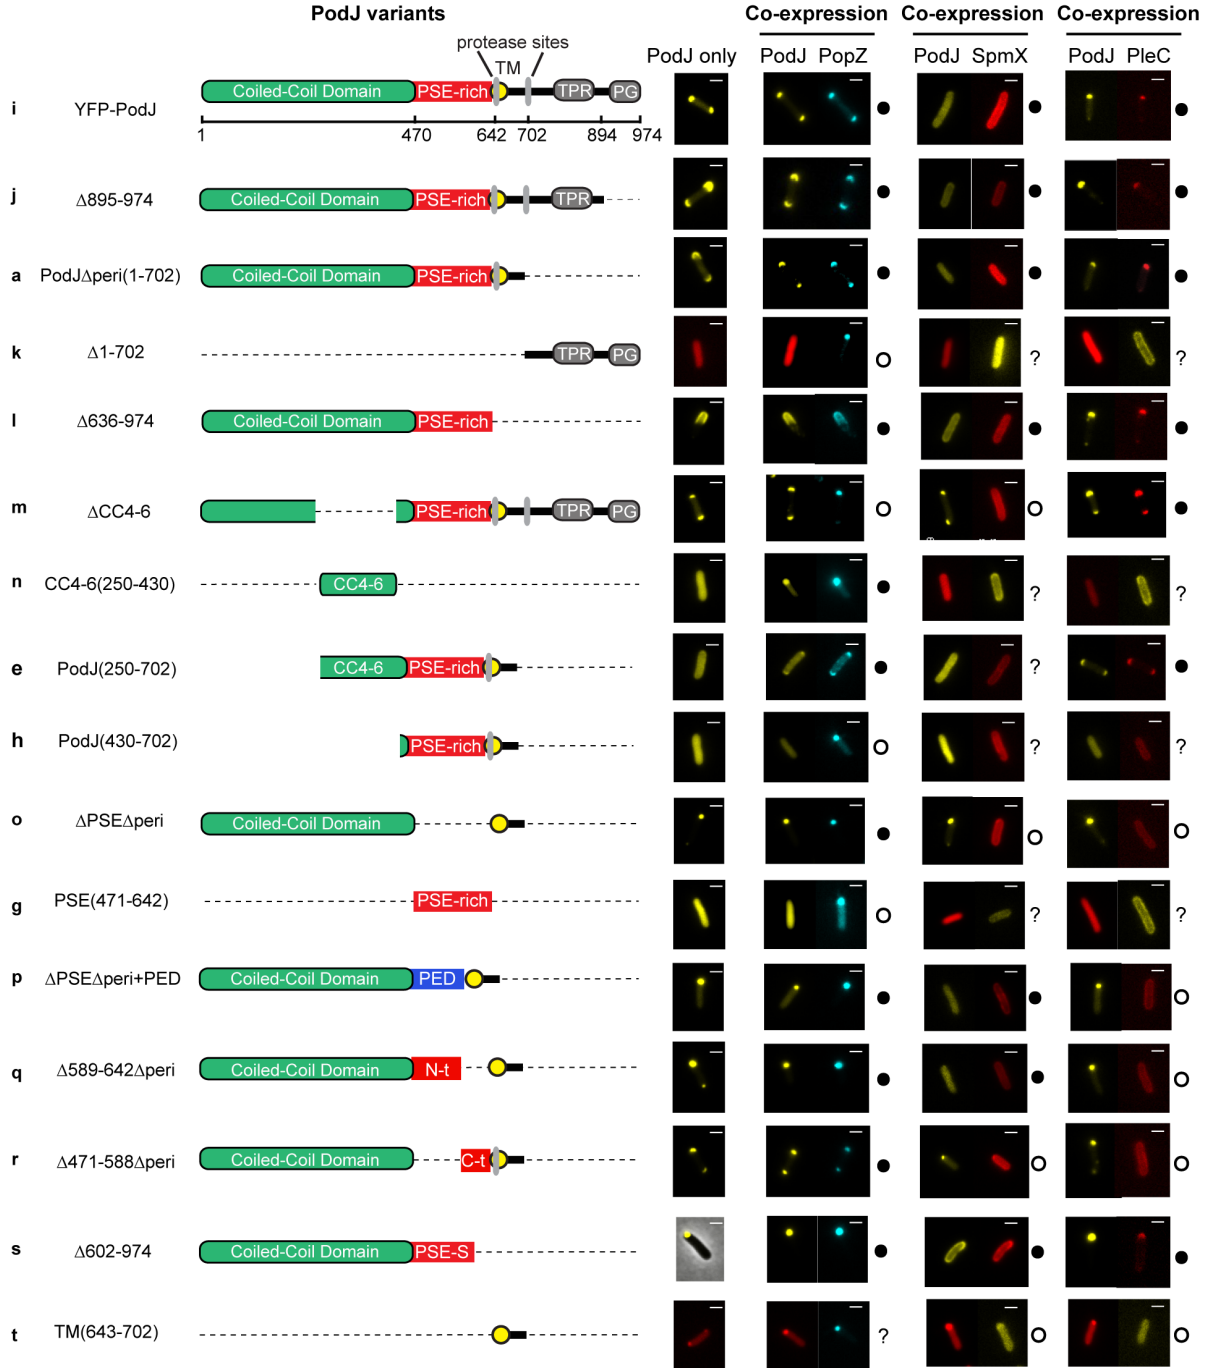 PodJ variants
Co-expression
Co-expression
Co-expression
protease sites
TM
PodJ only
PodJ PopZ
PodJ SpmX
PodJ PleC
i YFP-PodJ Coiled-Coil Domain PSE-rich TPR PG
1 470 642 702 894 974
j Δ895-974 Coiled-Coil Domain PSE-rich TPR
a PodJΔperi(1-702) Coiled-Coil Domain PSE-rich
k Δ1-702 TPR PG ? ?
l Δ636-974 Coiled-Coil Domain PSE-rich
m ΔCC4-6 PSE-rich TPR PG
n CC4-6(250-430) CC4-6 ? ?
e PodJ(250-702) CC4-6 PSE-rich ?
h PodJ(430-702) PSE-rich ? ?
o ΔPSEΔperi Coiled-Coil Domain
g PSE(471-642) PSE-rich ? ?
p ΔPSEΔperi+PED Coiled-Coil Domain PED
q Δ589-642Δperi Coiled-Coil Domain N-t
r Δ471-588Δperi Coiled-Coil Domain C-t
s Δ602-974 Coiled-Coil Domain PSE-S
t TM(643-702) ?